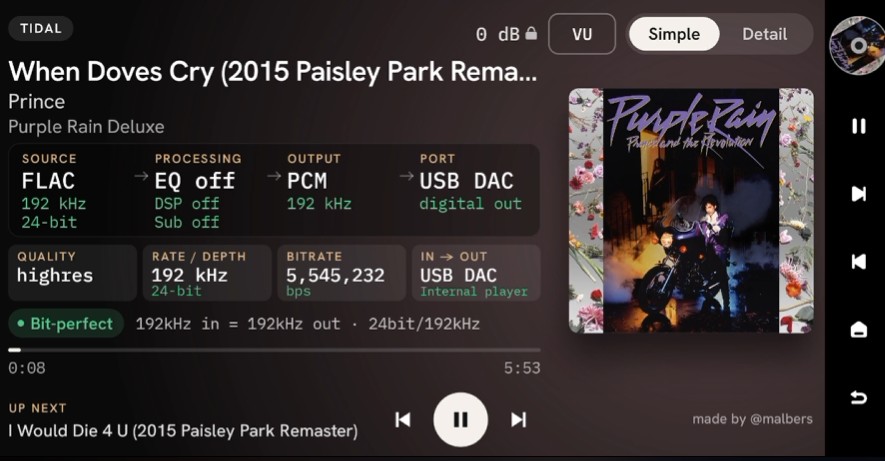 TIDAL
0 dB
VU
Simple
Detail
When Doves Cry (2015 Paisley Park Rema...
Prince
Purple Rain Deluxe
SOURCE
FLAC
192 kHz
24-bit
→
PROCESSING
EQ off
DSP off
Sub off
→
OUTPUT
PCM
192 kHz
→
PORT
USB DAC
digital out
QUALITY
highres
RATE / DEPTH
192 kHz
24-bit
BITRATE
5,545,232
bps
IN → OUT
USB DAC
Internal player
Bit-perfect
192kHz in = 192kHz out · 24bit/192kHz
0:08
5:53
UP NEXT
I Would Die 4 U (2015 Paisley Park Remaster)
Purple Rain
Prince and the Revolution
made by @malbers